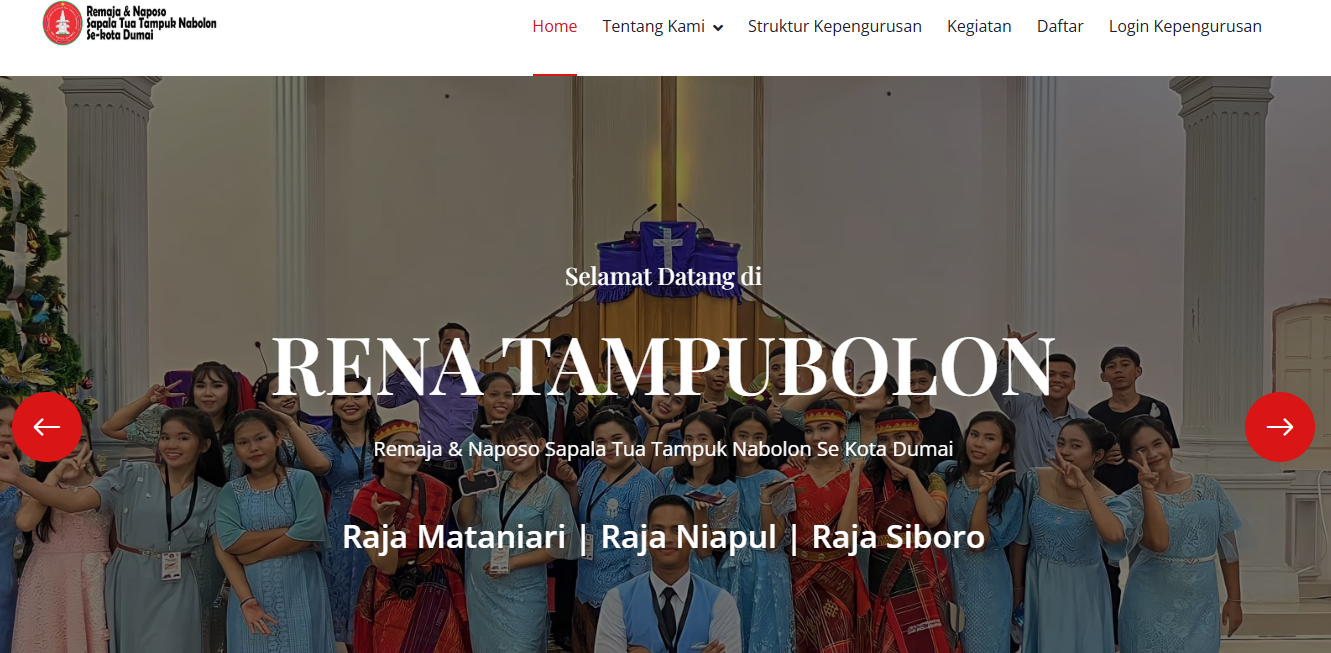 Remaja & Naposo
Sapala Tua Tampuk Nabolon
Se-kota Dumai
Home Tentang Kami Struktur Kepengurusan Kegiatan Daftar Login Kepengurusan
Selamat Datang di
RENA TAMPUBOLON
Remaja & Naposo Sapala Tua Tampuk Nabolon Se Kota Dumai
Raja Mataniari | Raja Niapul | Raja Siboro